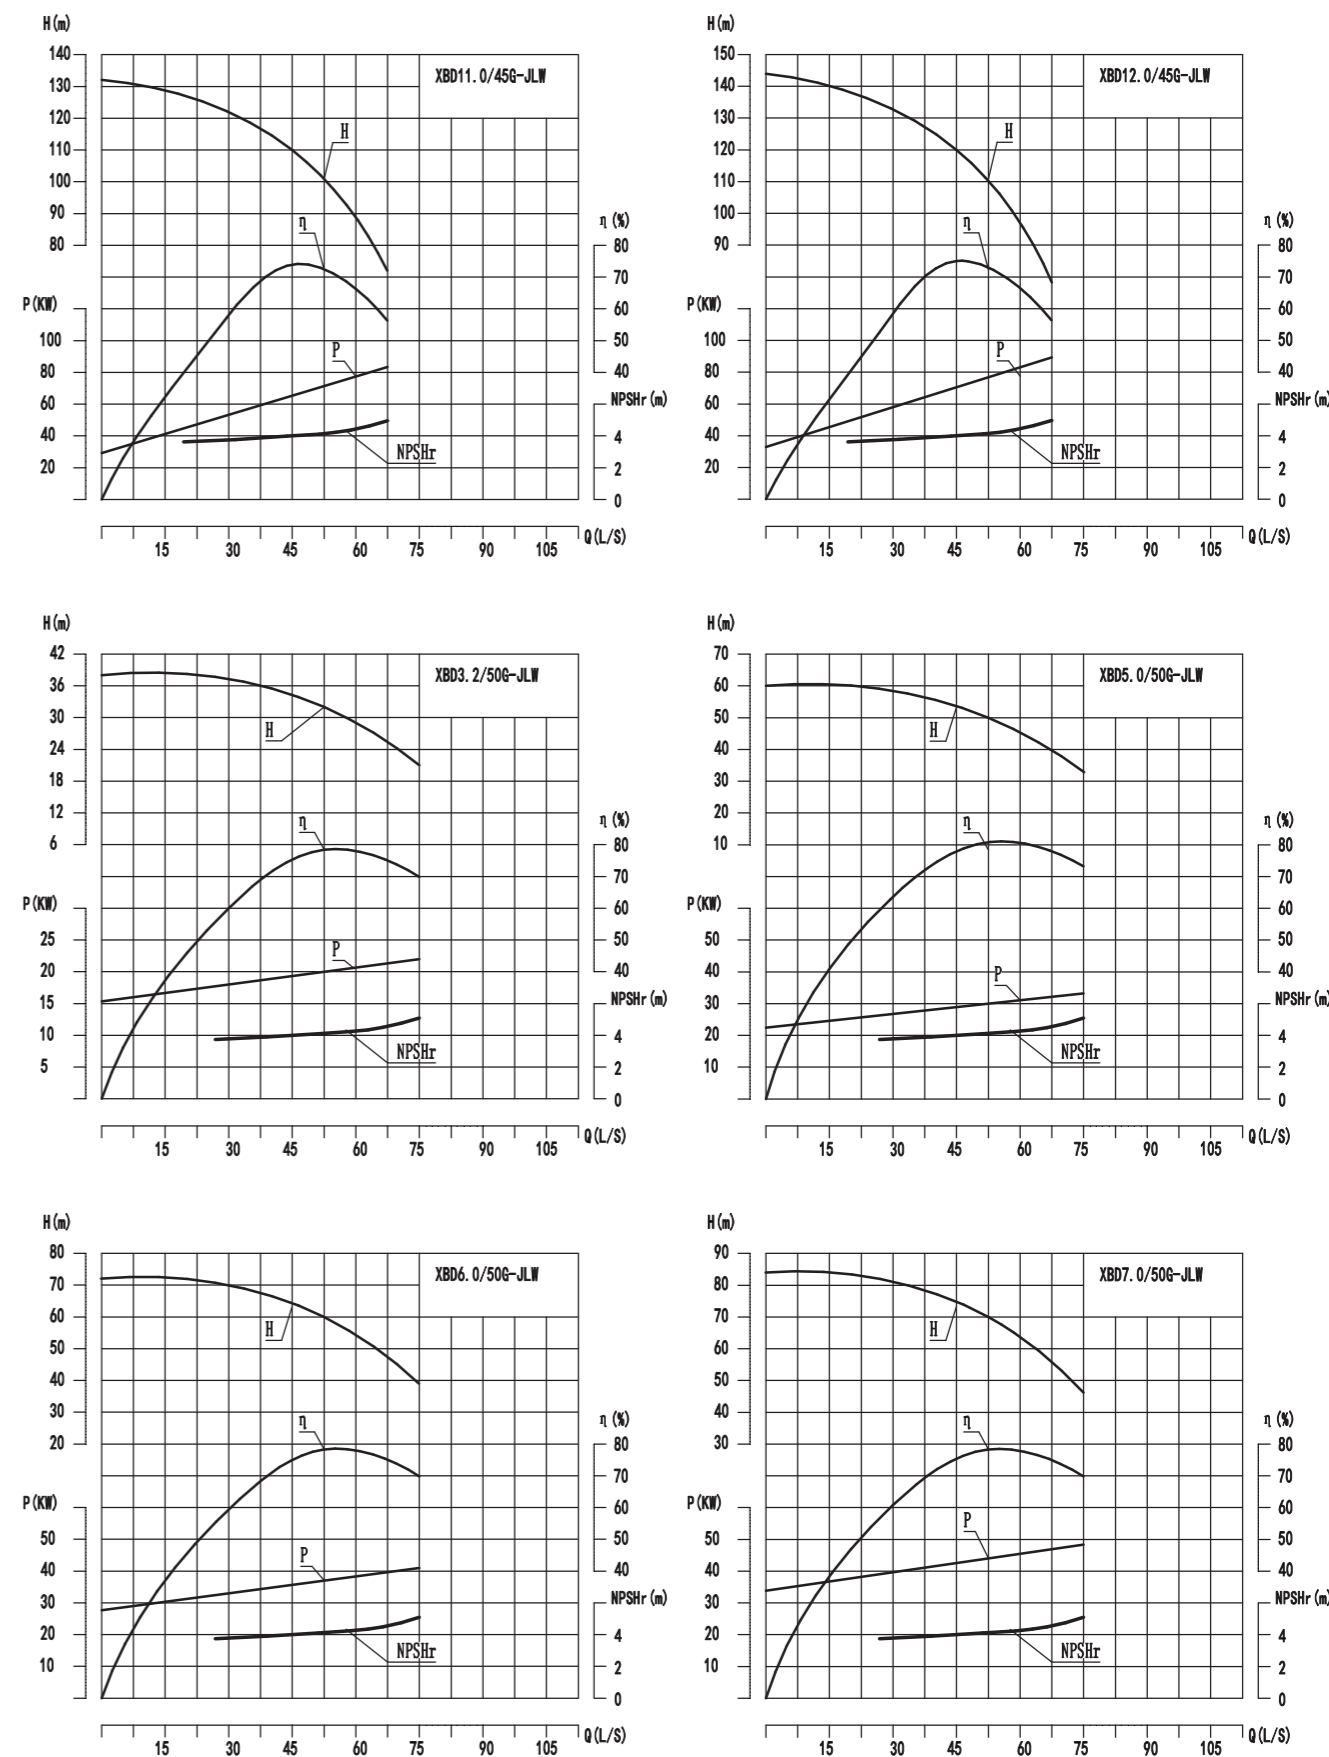 H(m)
140
130
120
110
100
90
80
P(KW)
100
80
60
40
20
XBD11.0/45G-JLW
H
η
P
NPSHr
η(%)
80
70
60
50
40
NPSHr(m)
4
2
0
15 30 45 60 75 90 105 Q(L/S)
H(m)
150
140
130
120
110
100
90
P(KW)
100
80
60
40
20
XBD12.0/45G-JLW
H
η
P
NPSHr
η(%)
80
70
60
50
40
NPSHr(m)
4
2
0
15 30 45 60 75 90 105 Q(L/S)
H(m)
42
36
30
24
18
12
6
P(KW)
25
20
15
10
5
XBD3.2/50G-JLW
H
η
P
NPSHr
η(%)
80
70
60
50
40
NPSHr(m)
4
2
0
15 30 45 60 75 90 105 Q(L/S)
H(m)
70
60
50
40
30
20
10
P(KW)
50
40
30
20
10
XBD5.0/50G-JLW
H
η
P
NPSHr
η(%)
80
70
60
50
40
NPSHr(m)
4
2
0
15 30 45 60 75 90 105 Q(L/S)
H(m)
80
70
60
50
40
30
20
P(KW)
50
40
30
20
10
XBD6.0/50G-JLW
H
η
P
NPSHr
η(%)
80
70
60
50
40
NPSHr(m)
4
2
0
15 30 45 60 75 90 105 Q(L/S)
H(m)
90
80
70
60
50
40
30
P(KW)
50
40
30
20
10
XBD7.0/50G-JLW
H
η
P
NPSHr
η(%)
80
70
60
50
40
NPSHr(m)
4
2
0
15 30 45 60 75 90 105 Q(L/S)